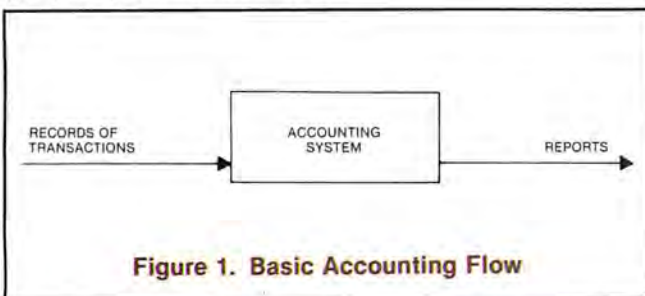 RECORDS OF
TRANSACTIONS
ACCOUNTING
SYSTEM
REPORTS
Figure 1. Basic Accounting Flow